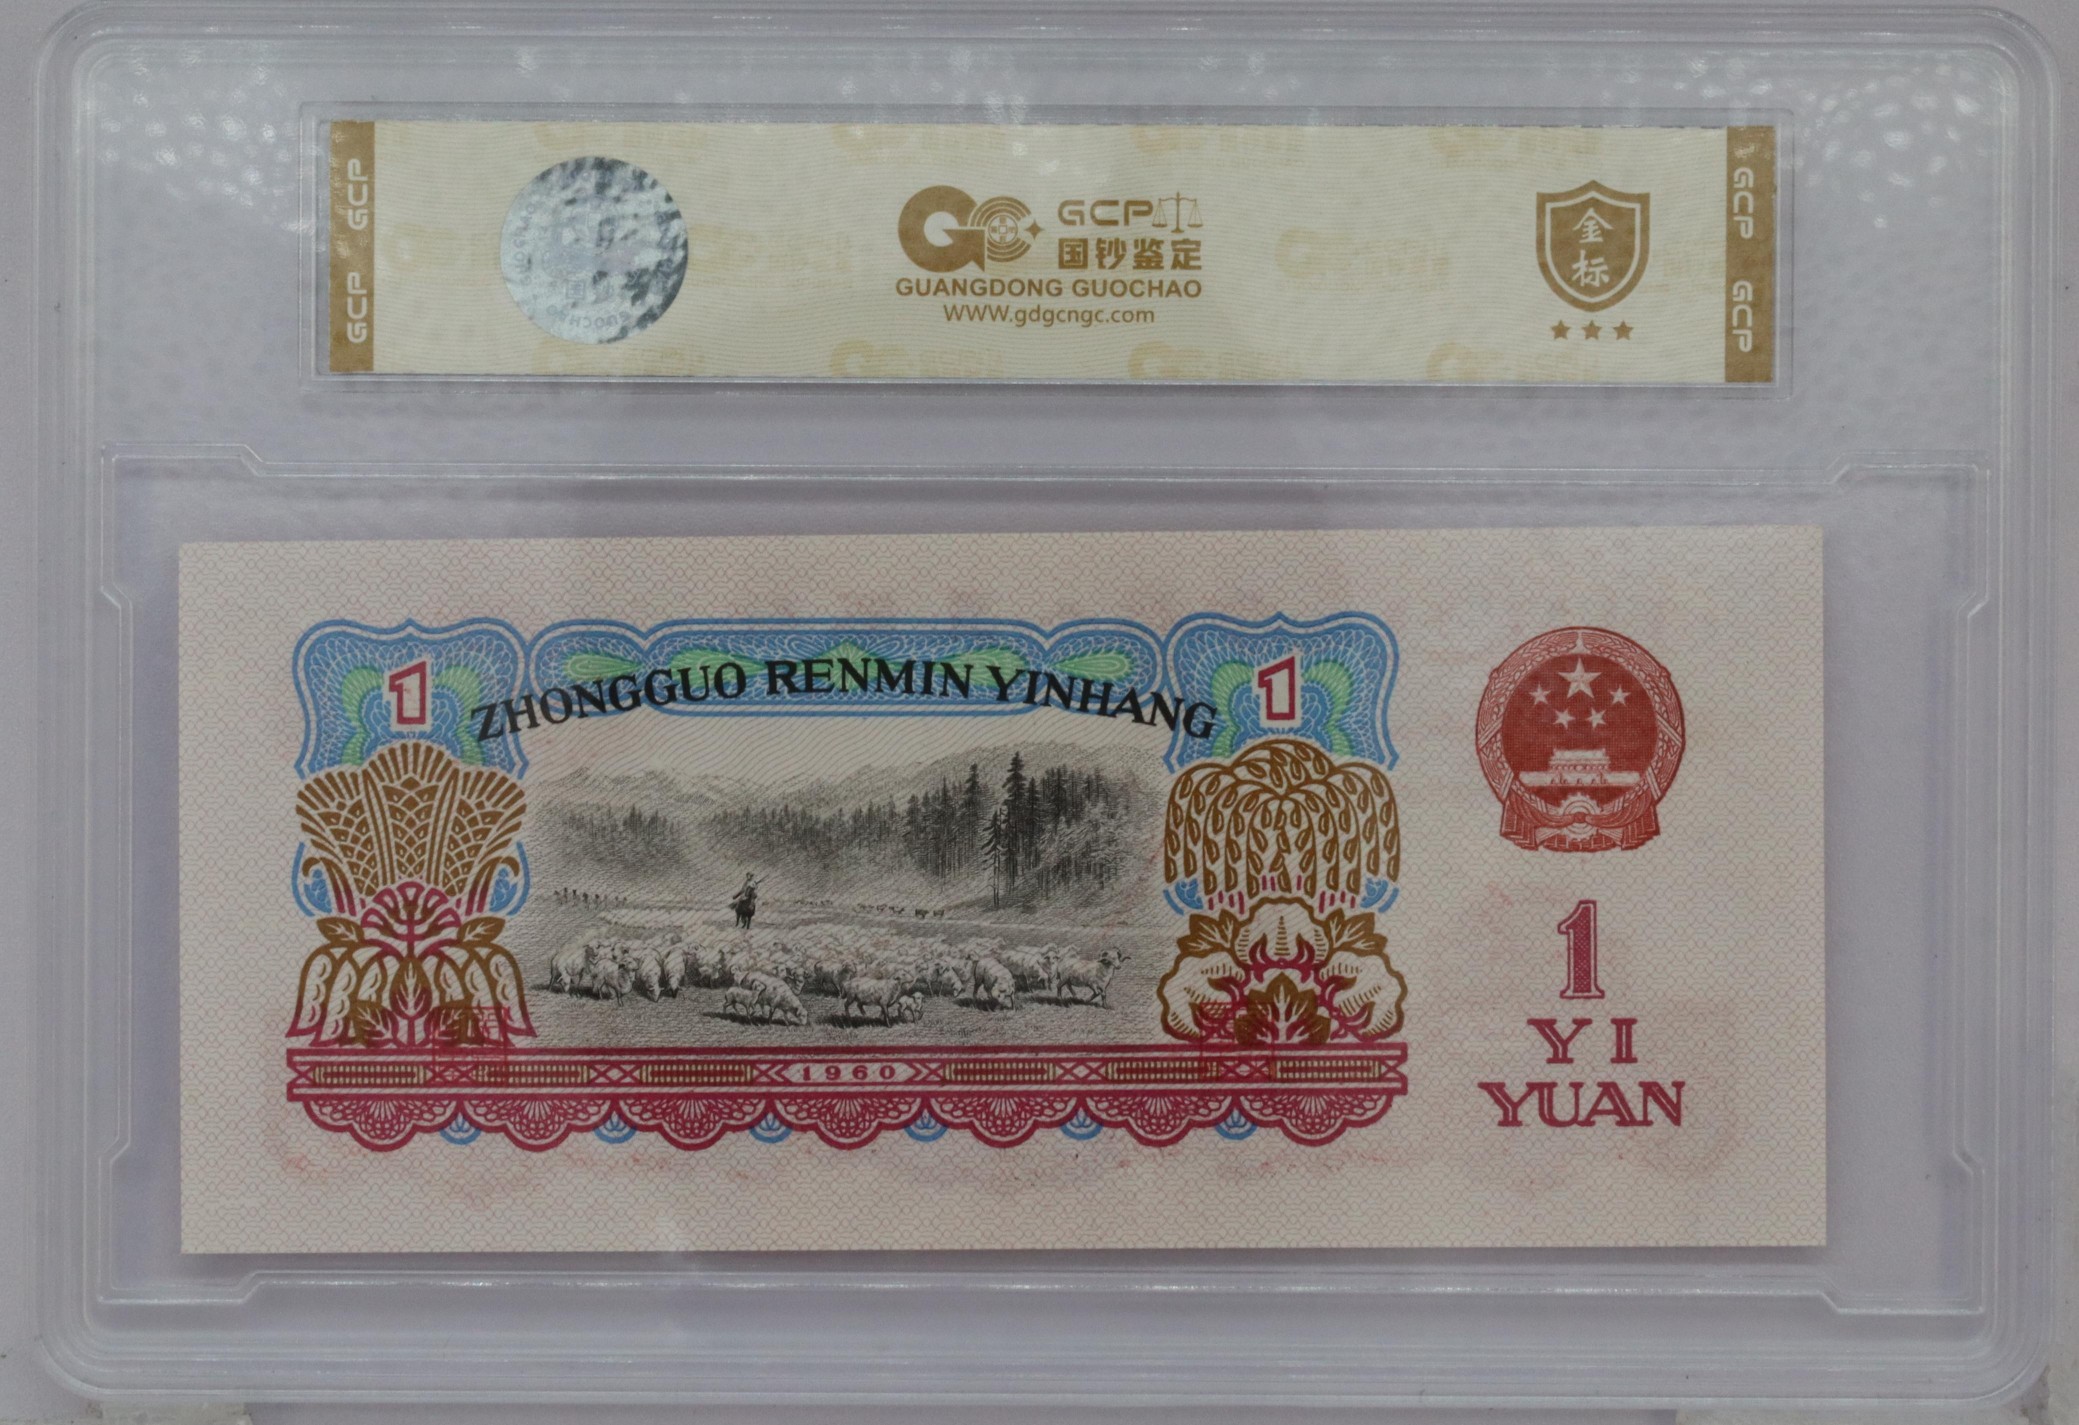 GCP GCP
GCP
国钞鉴定
GUANGDONG GUOCHAO
WWW.gdgcngc.com
金
标
GCP GCP
1
ZHONGGUO RENMIN YINHANG
1
1960
1
YI
YUAN